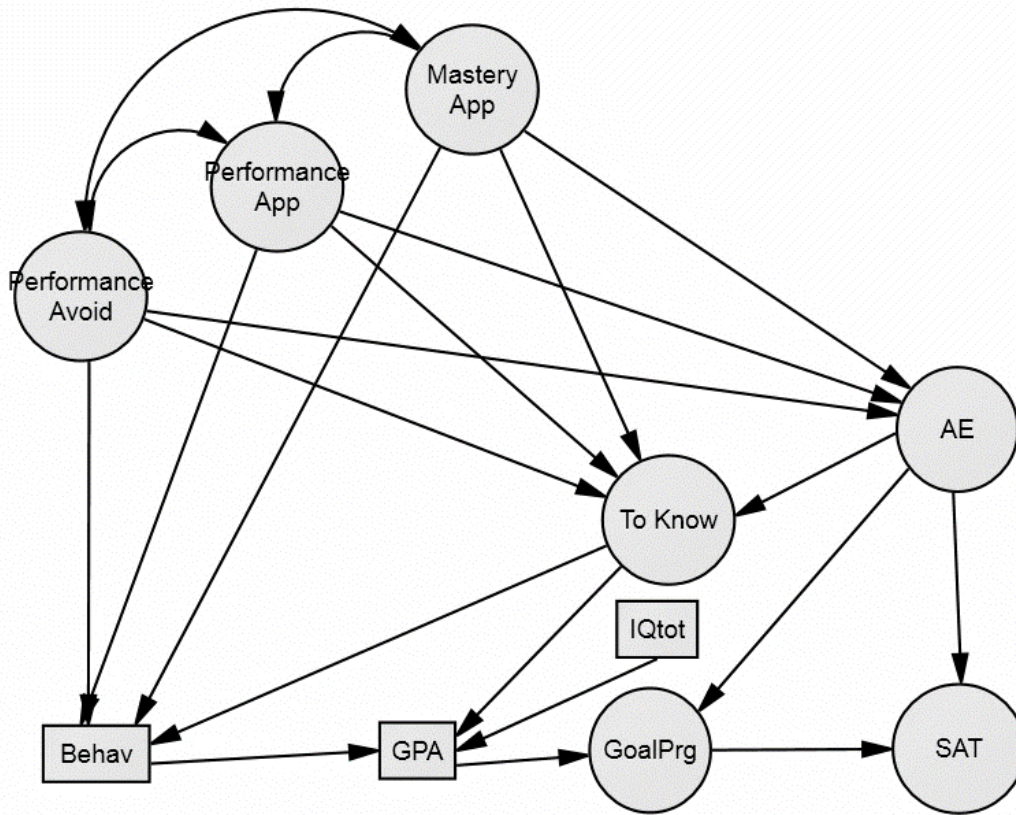 Mastery
App
Performance
App
Performance
Avoid
AE
To Know
IQtot
Behav
GPA
GoalPrg
SAT